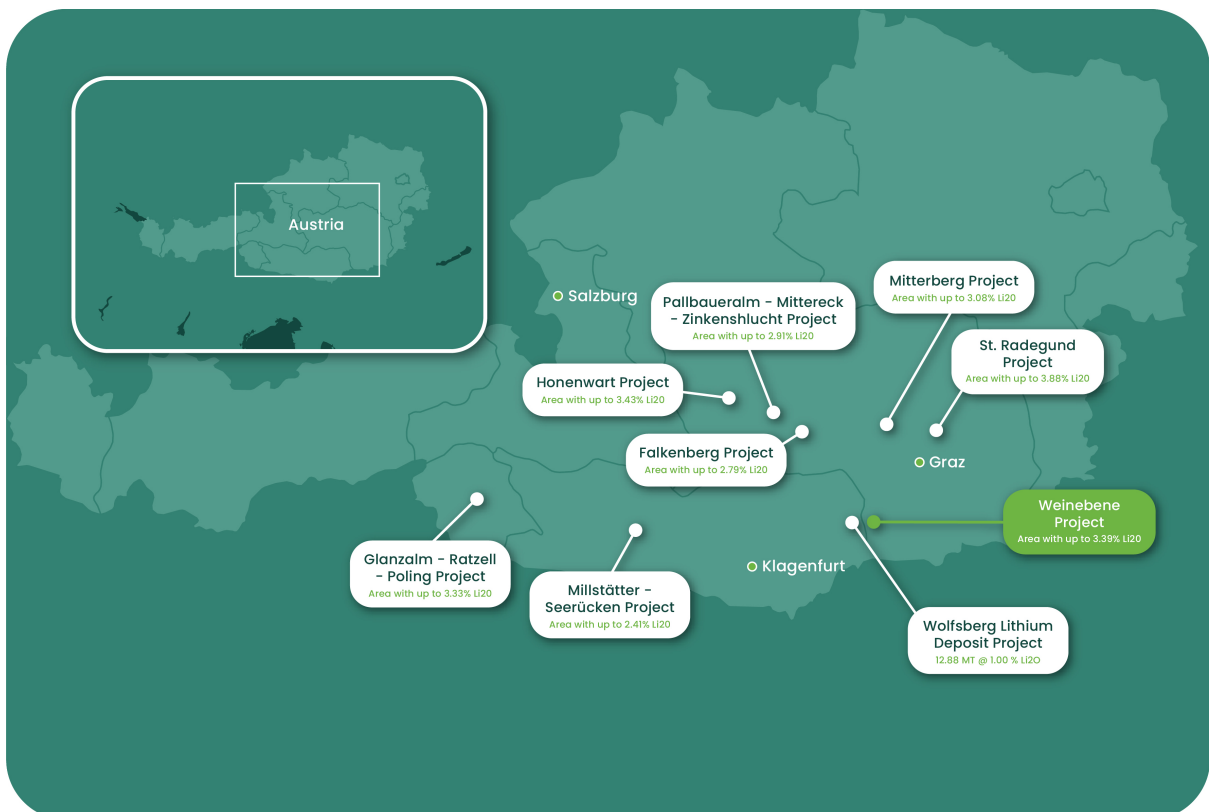 Austria
Salzburg
Pallbaueralm - Mittereck
- Zinkenshlucht Project
Area with up to 2.91% Li20
Mitterberg Project
Area with up to 3.08% Li20
St. Radegund
Project
Area with up to 3.88% Li20
Honenwart Project
Area with up to 3.43% Li20
Falkenberg Project
Area with up to 2.79% Li20
Graz
Weinebene
Project
Area with up to 3.39% Li20
Glanzalm - Ratzell
- Poling Project
Area with up to 3.33% Li20
Millstätter -
Seerücken Project
Area with up to 2.41% Li20
Klagenfurt
Wolfsberg Lithium
Deposit Project
12.88 MT @ 1.00 % Li2O